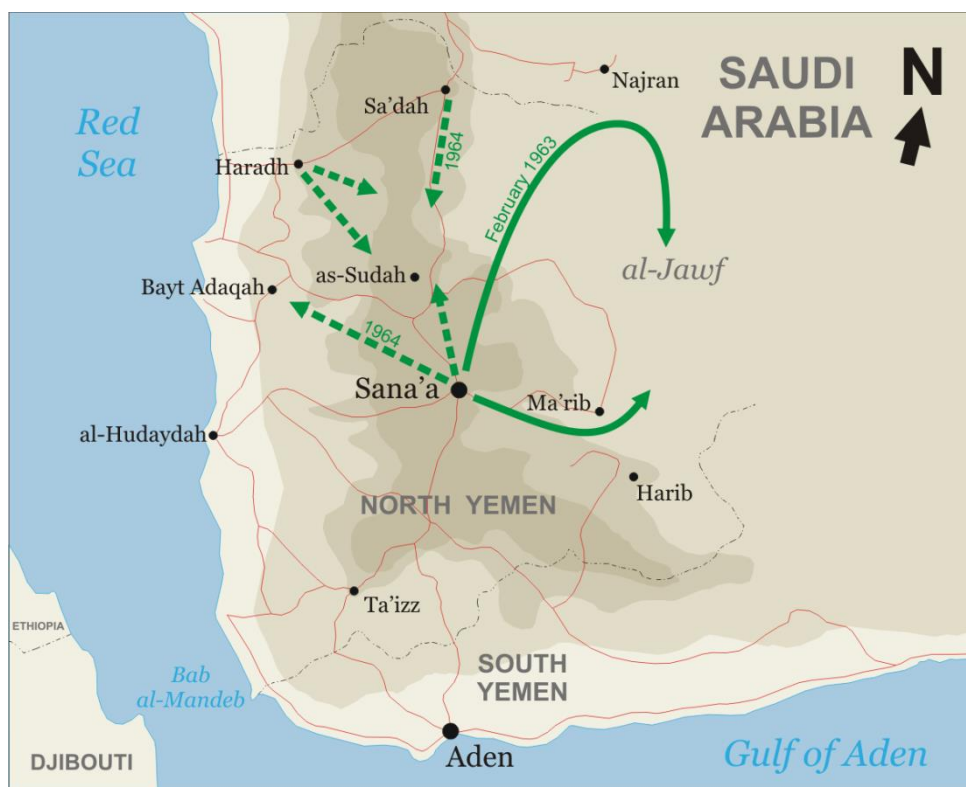 SAUDI
ARABIA
N
Najran
Sa'dah
Red
Sea
1964
February 1963
Haradh
al-Jawf
as-Sudah
Bayt Adaqah
1964
Sana'a
Ma'rib
al-Hudaydah
Harib
NORTH YEMEN
Ta'izz
ETHIOPIA
SOUTH
YEMEN
Bab
al-Mandeb
Aden
Gulf of Aden
DJIBOUTI